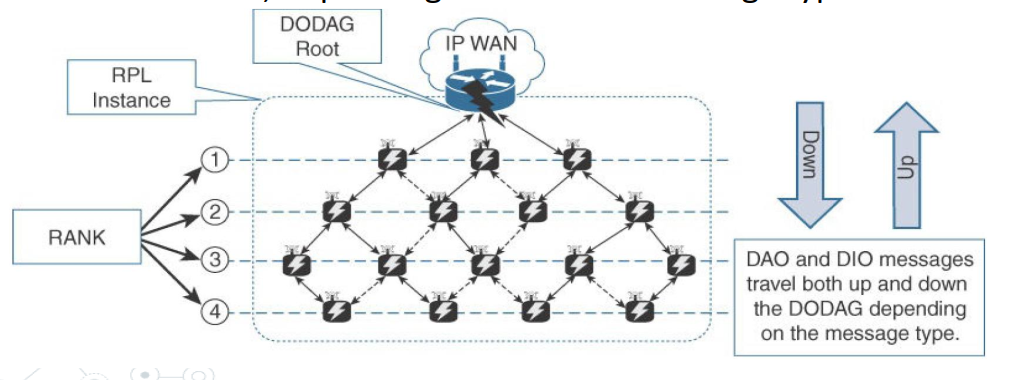 DODAG
Root
IP WAN
RPL
Instance
1
2
RANK
3
4
Down
Up
DAO and DIO messages
travel both up and down
the DODAG depending
on the message type.